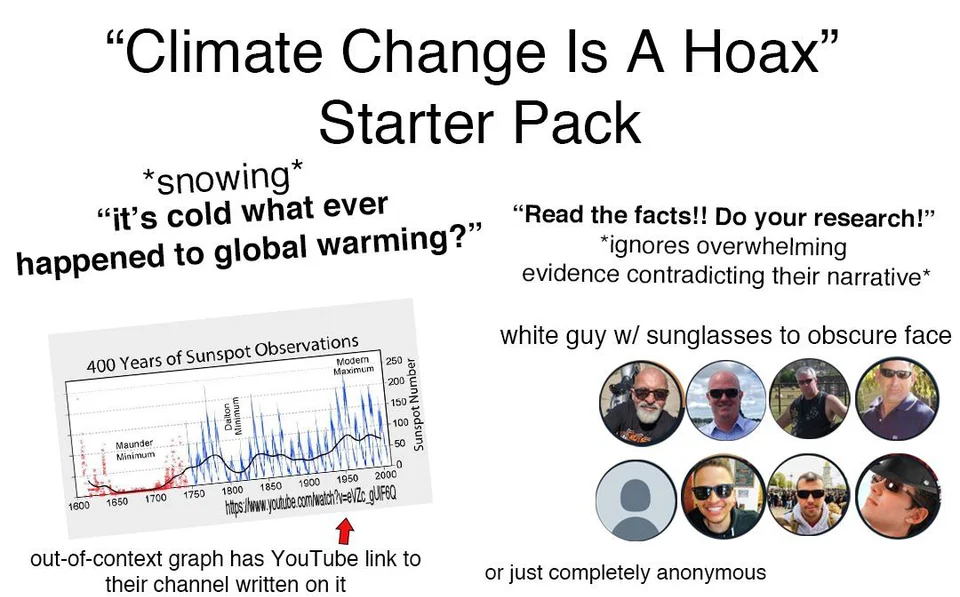 “Climate Change Is A Hoax”
Starter Pack
*snowing*
“it’s cold what ever
happened to global warming?”
“Read the facts!! Do your research!”
*ignores overwhelming
evidence contradicting their narrative*
400 Years of Sunspot Observations
Modern
Maximum
Dalton
Minimum
Maunder
Minimum
250
200
150
100
50
0
Sunspot Number
1600
1650
1700
1750
1800
1850
1900
1950
2000
https://www.youtube.com/watch?v=eVZc_gUlF6Q
out-of-context graph has YouTube link to
their channel written on it
white guy w/ sunglasses to obscure face
or just completely anonymous